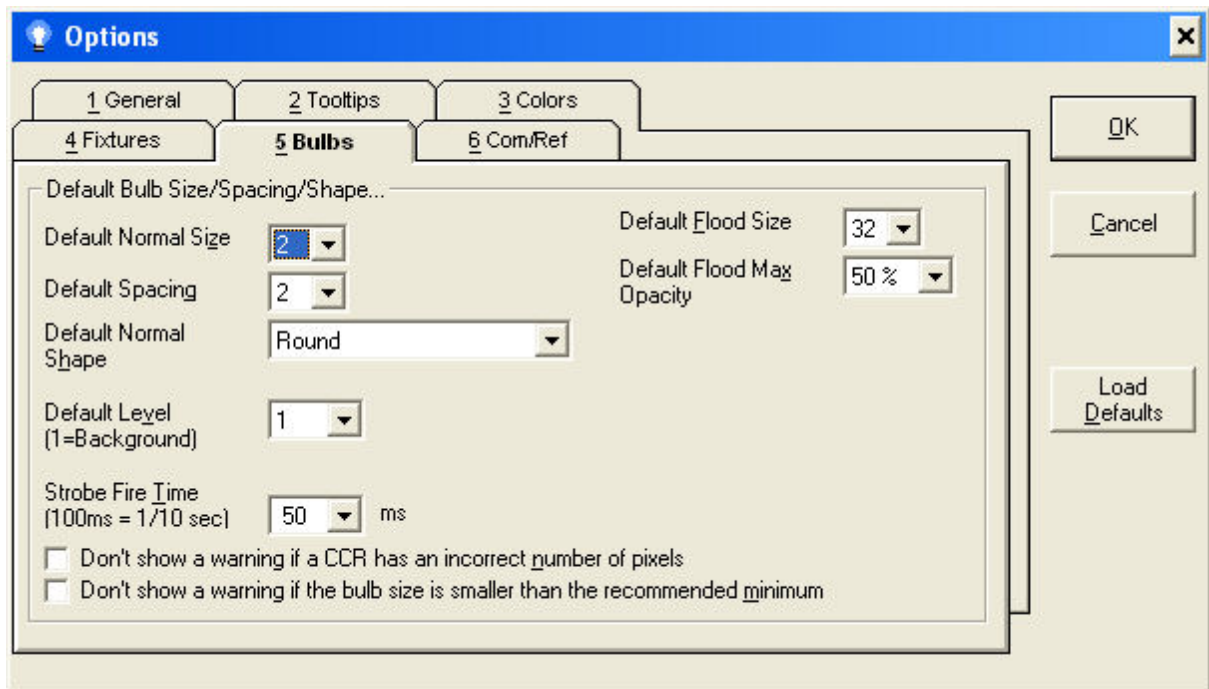 Options
1 General
2 Tooltips
3 Colors
4 Fixtures
5 Bulbs
6 Com/Ref
OK
Cancel
Load
Defaults
Default Bulb Size/Spacing/Shape...
Default Normal Size
2
Default Spacing
2
Default Normal
Shape
Round
Default Level
(1=Background)
1
Strobe Fire Time
(100ms = 1/10 sec)
50
ms
Default Flood Size
32
Default Flood Max
Opacity
50 %
Don't show a warning if a CCR has an incorrect number of pixels
Don't show a warning if the bulb size is smaller than the recommended minimum